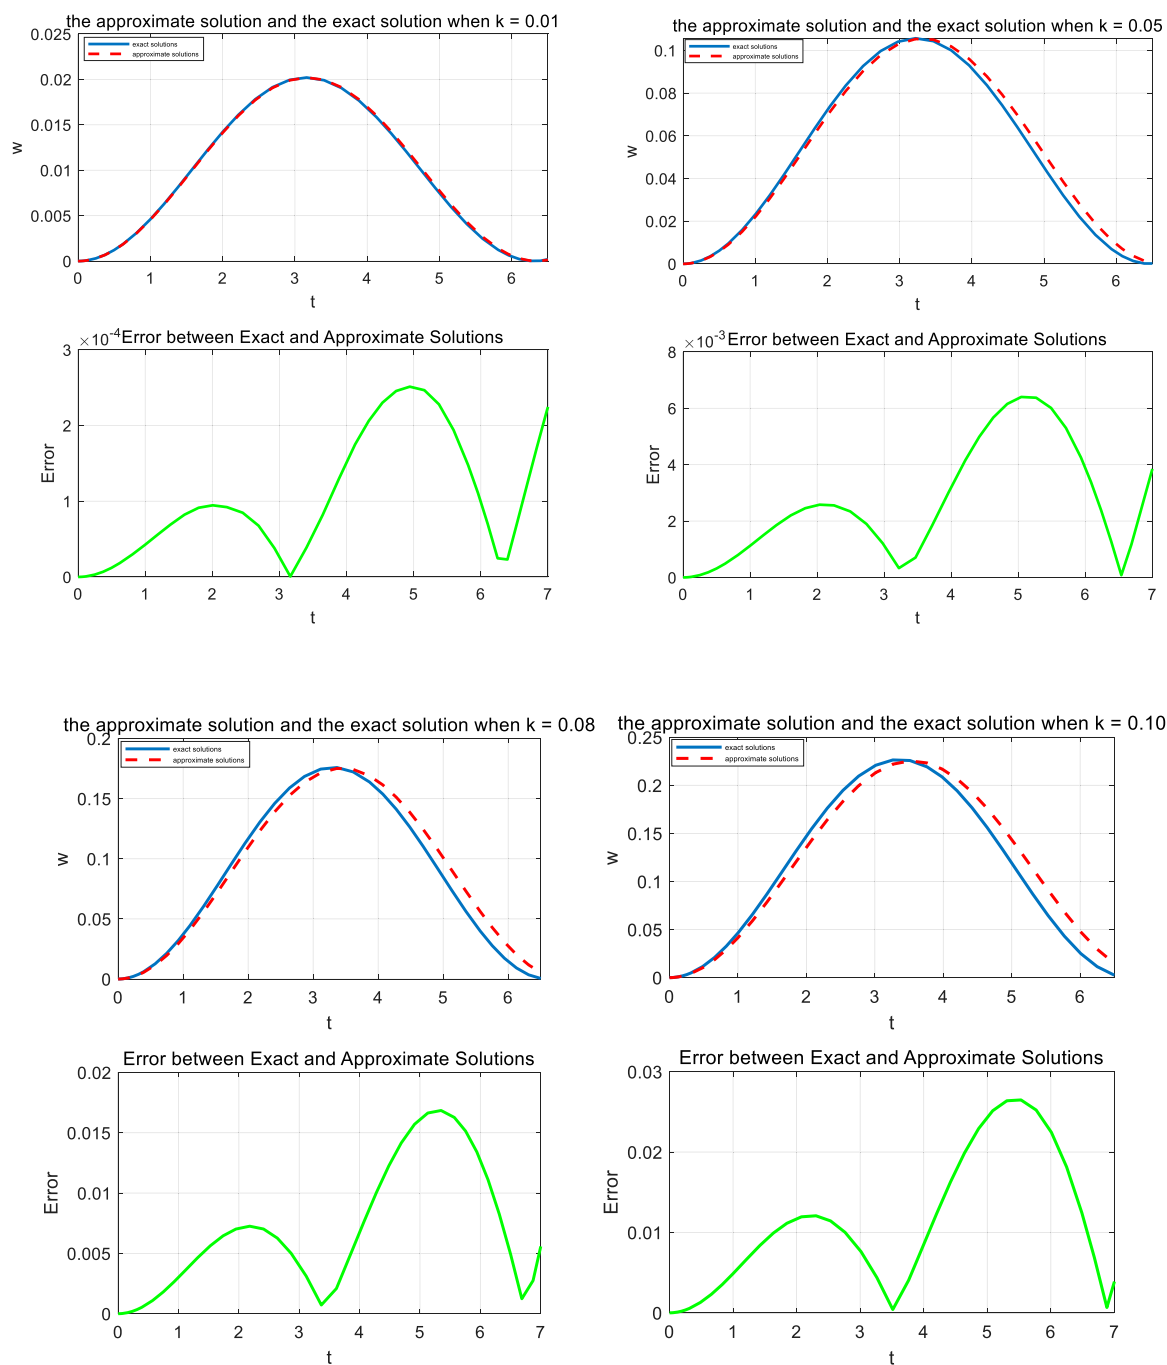 the approximate solution and the exact solution when k = 0.01
0.025
0.02
0.015
0.01
0.005
0
w
exact solutions
approximate solutions
0 1 2 3 4 5 6
t
the approximate solution and the exact solution when k = 0.05
0.1
0.08
0.06
0.04
0.02
0
w
exact solutions
approximate solutions
0 1 2 3 4 5 6
t
×10-4 Error between Exact and Approximate Solutions
3
2
1
0
Error
0 1 2 3 4 5 6 7
t
×10-3 Error between Exact and Approximate Solutions
8
6
4
2
0
Error
0 1 2 3 4 5 6 7
t
the approximate solution and the exact solution when k = 0.08
0.2
0.15
0.1
0.05
0
w
exact solutions
approximate solutions
0 1 2 3 4 5 6
t
the approximate solution and the exact solution when k = 0.10
0.25
0.2
0.15
0.1
0.05
0
w
exact solutions
approximate solutions
0 1 2 3 4 5 6
t
Error between Exact and Approximate Solutions
0.02
0.015
0.01
0.005
0
Error
0 1 2 3 4 5 6 7
t
Error between Exact and Approximate Solutions
0.03
0.02
0.01
0
Error
0 1 2 3 4 5 6 7
t